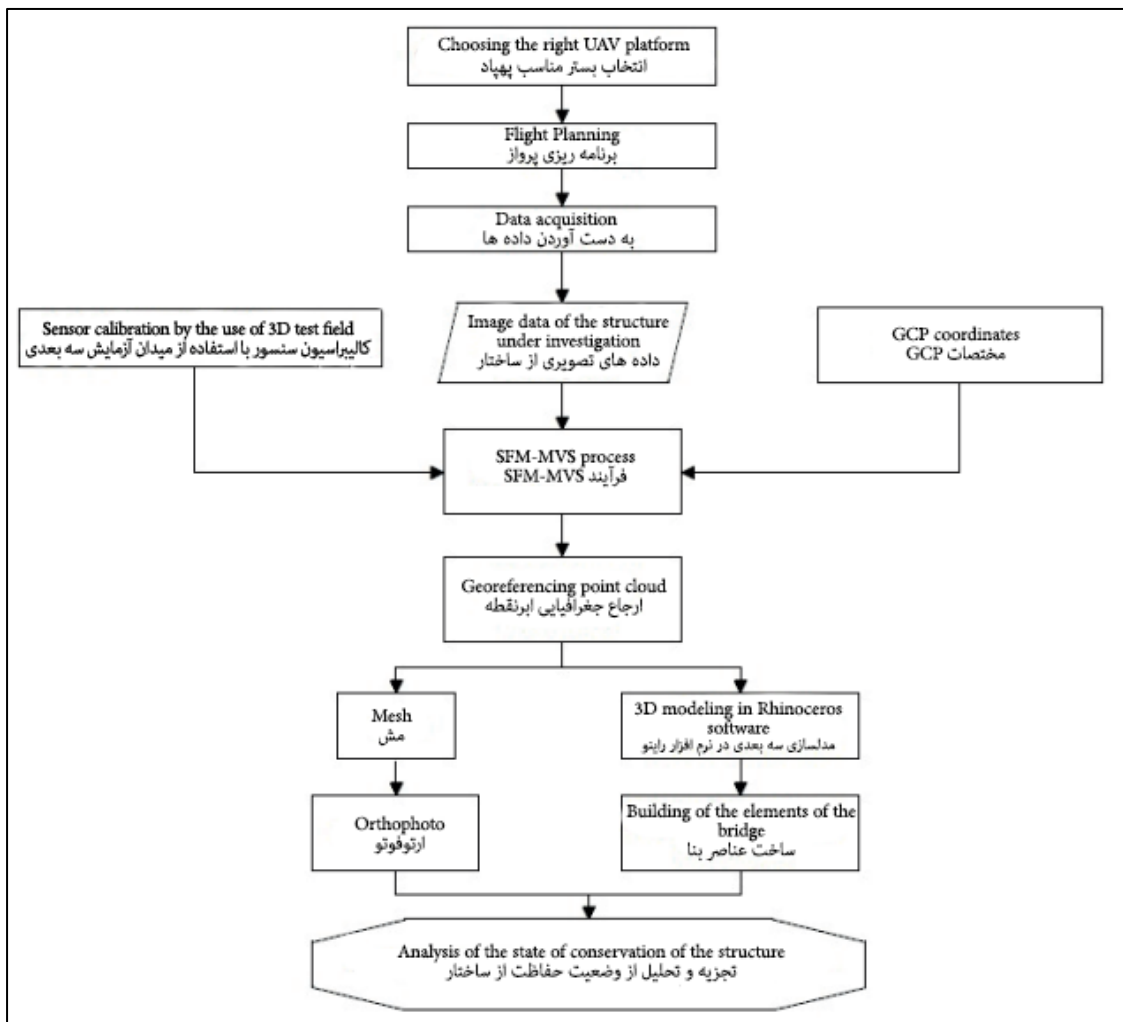 Choosing the right UAV platform
انتخاب بستر مناسب پهپاد
Flight Planning
برنامه ریزی پرواز
Data acquisition
به دست آوردن داده ها
Sensor calibration by the use of 3D test field
کالیبراسیون سنسور با استفاده از میدان آزمایش سه بعدی
Image data of the structure
under investigation
داده های تصویری از ساختار
GCP coordinates
مختصات GCP
SFM-MVS process
فرآیند SFM-MVS
Georeferencing point cloud
ارجاع جغرافیایی ابرنقطه
Mesh
مش
3D modeling in Rhinoceros
software
مدلسازی سه بعدی در نرم افزار راینو
Orthophoto
ارتوفوتو
Building of the elements of the
bridge
ساخت عناصر بنا
Analysis of the state of conservation of the structure
تجزیه و تحلیل از وضعیت حفاظت از ساختار